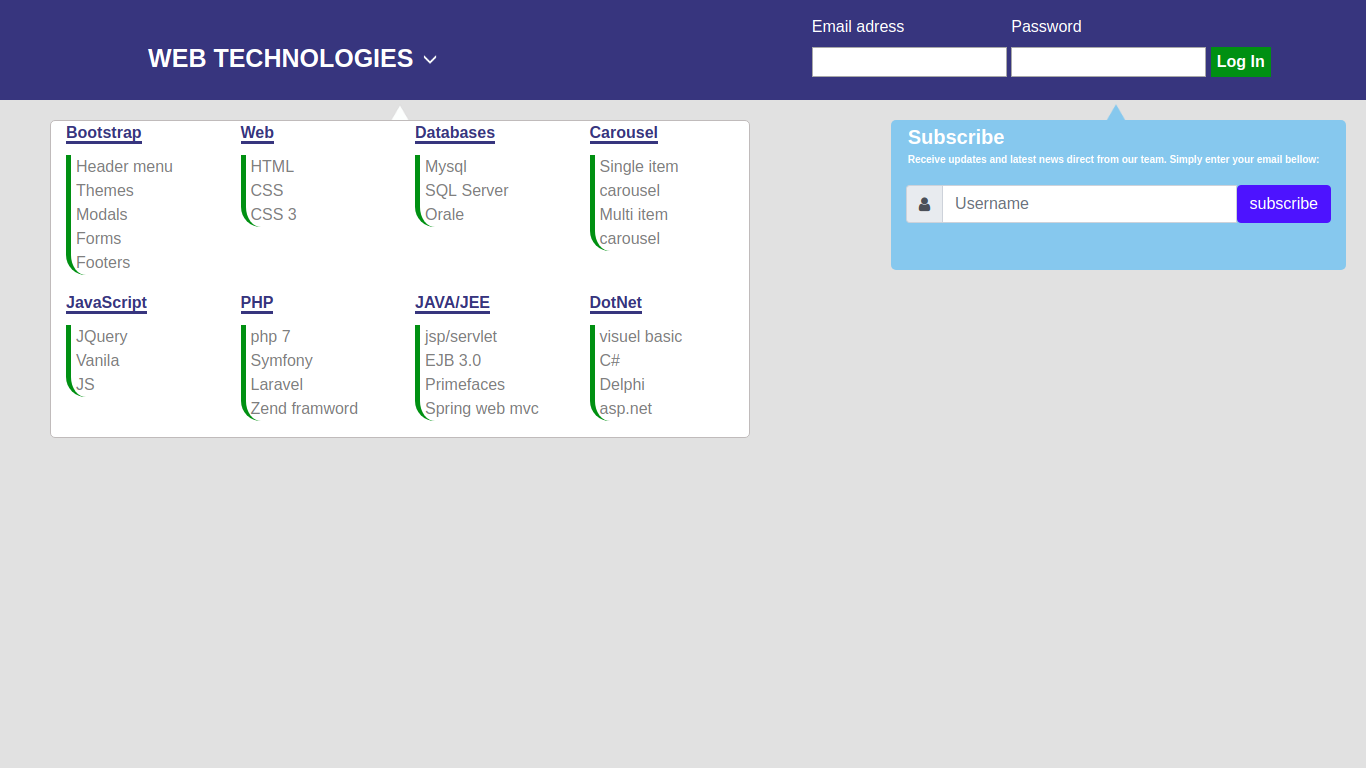 Email adress
Password
WEB TECHNOLOGIES
Log In
Bootstrap
Header menu
Themes
Modals
Forms
Footers
Web
HTML
CSS
CSS 3
Databases
Mysql
SQL Server
Orale
Carousel
Single item
carousel
Multi item
carousel
JavaScript
JQuery
Vanila
JS
PHP
php 7
Symfony
Laravel
Zend framword
JAVA/JEE
jsp/servlet
EJB 3.0
Primefaces
Spring web mvc
DotNet
visuel basic
C#
Delphi
asp.net
Subscribe
Receive updates and latest news direct from our team. Simply enter your email bellow:
Username
subscribe